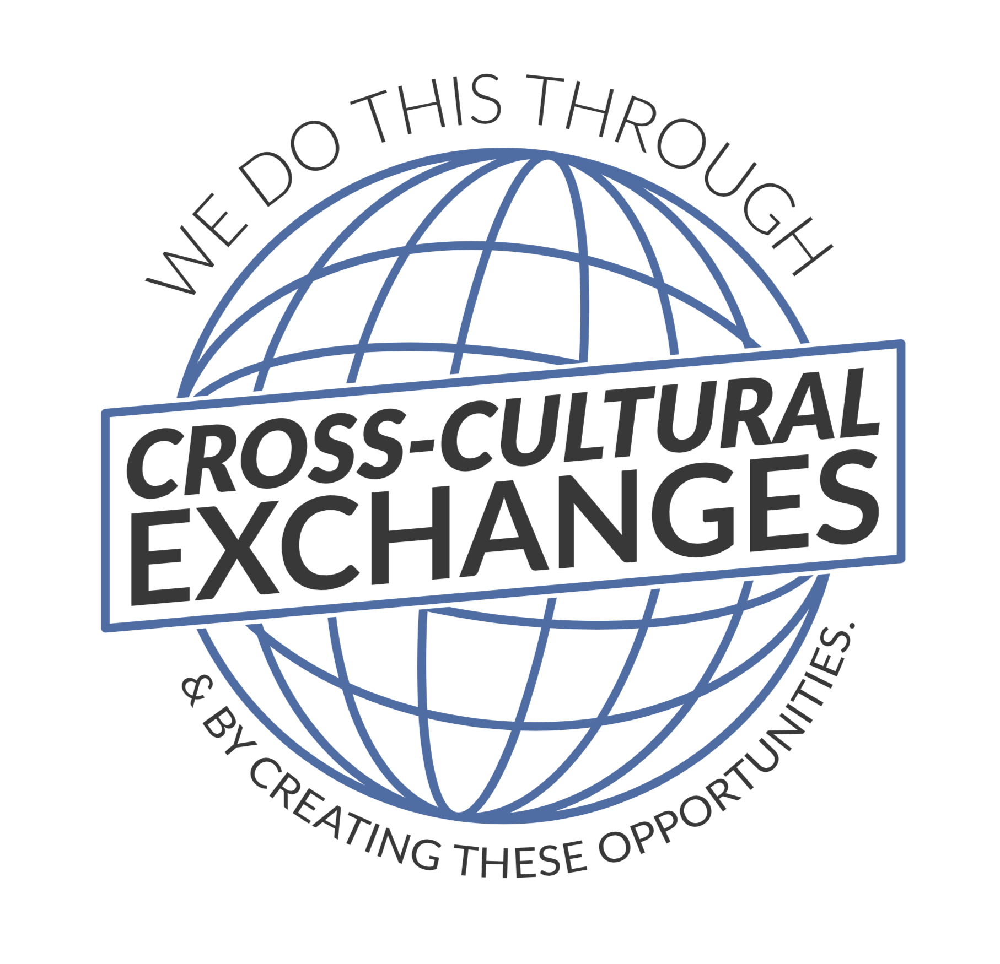 WE DO THIS THROUGH
CROSS-CULTURAL
EXCHANGES
& BY CREATING THESE OPPORTUNITIES.